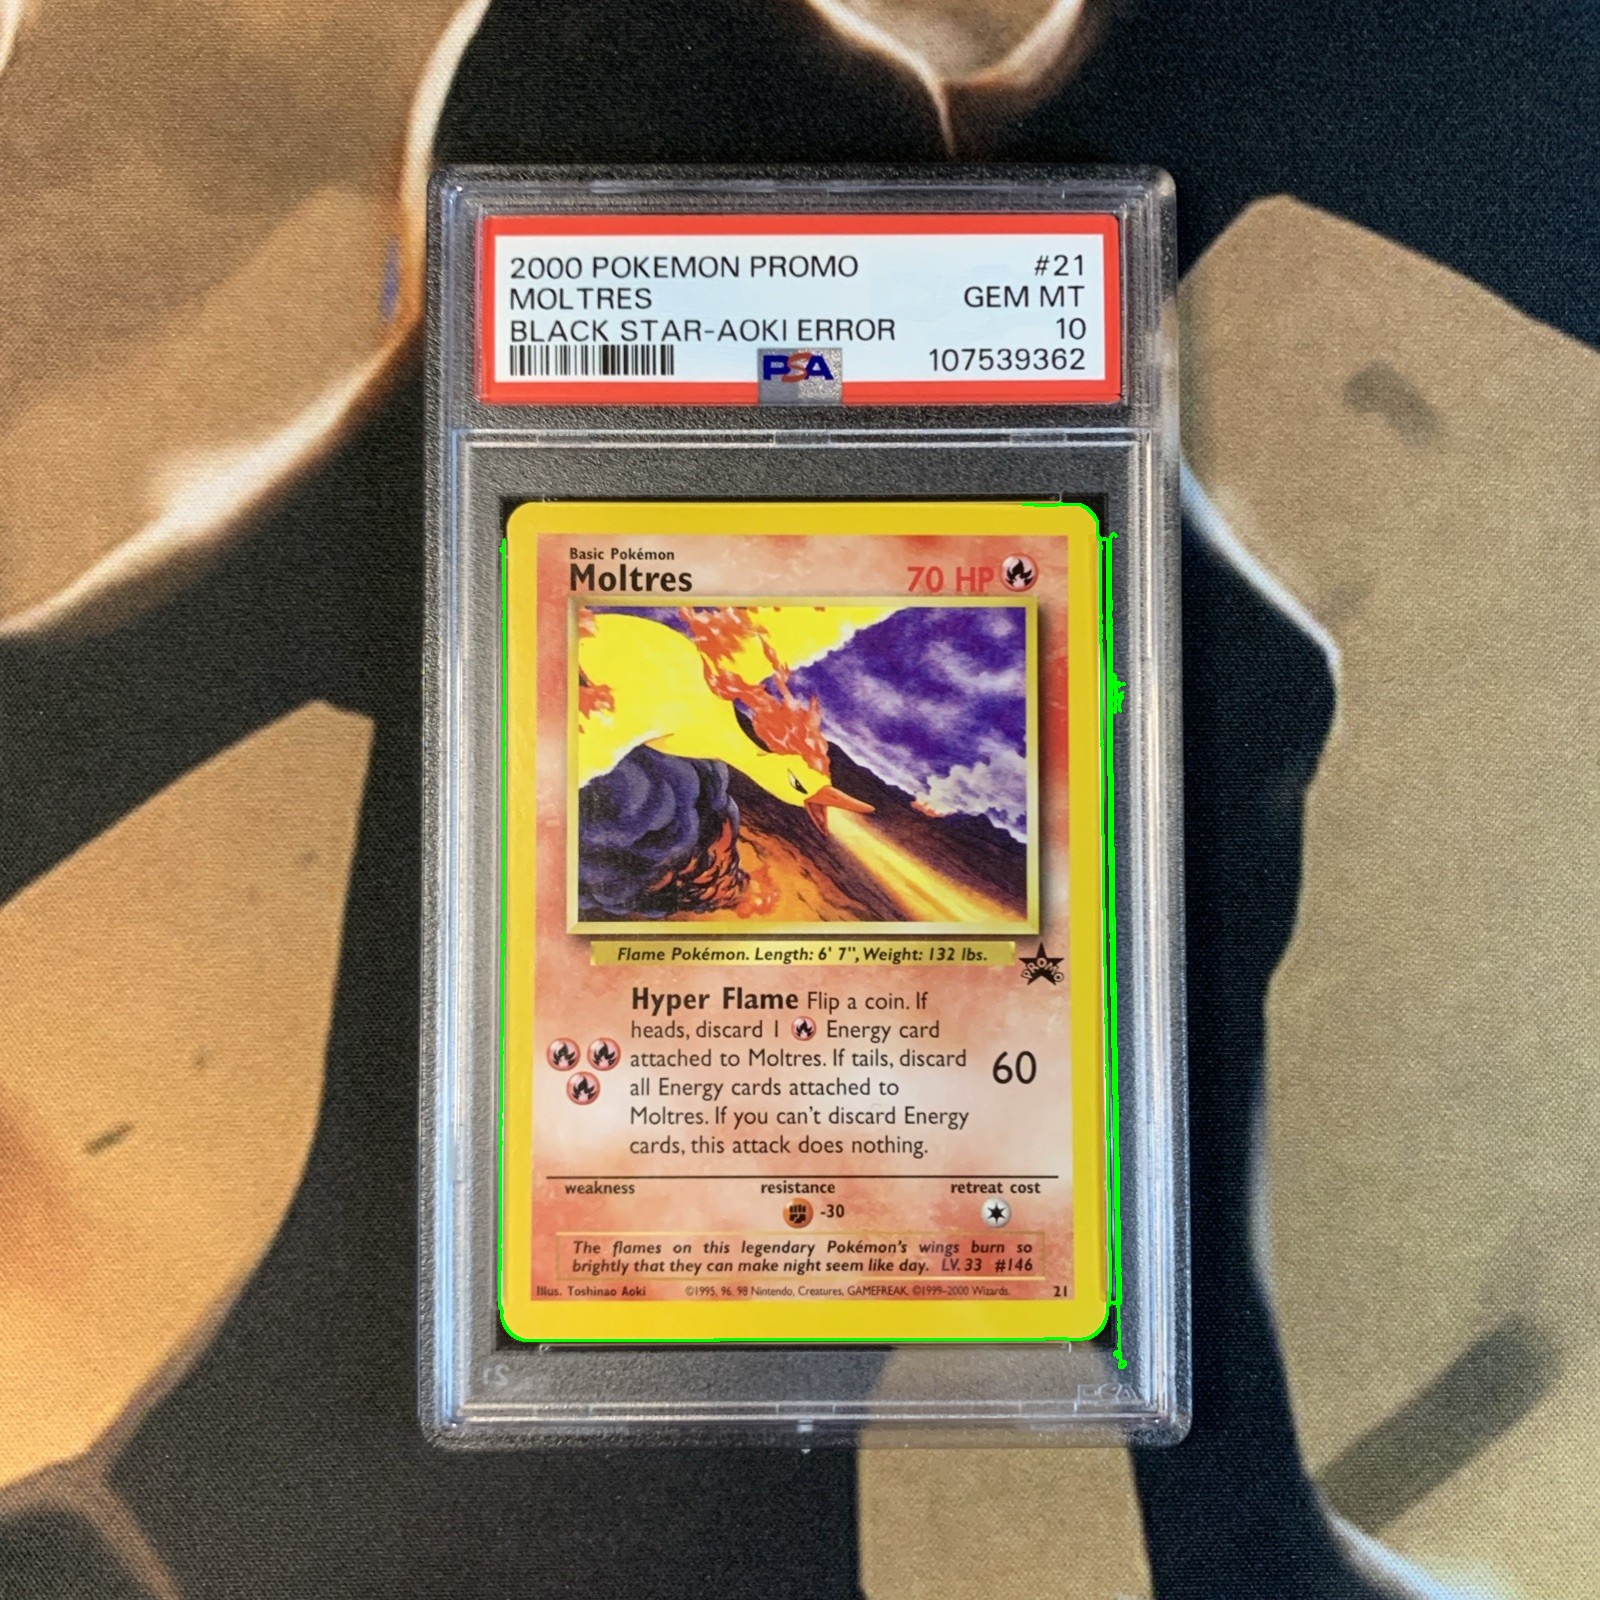 2000 POKEMON PROMO #21
MOLTRES GEM MT
BLACK STAR-AOKI ERROR 10
107539362
PSA
Basic Pokémon
Moltres 70 HP
Flame Pokémon. Length: 6' 7", Weight: 132 lbs.
PROMO
Hyper Flame Flip a coin. If
heads, discard 1 Energy card
attached to Moltres. If tails, discard
all Energy cards attached to
Moltres. If you can't discard Energy
cards, this attack does nothing.
60
weakness resistance retreat cost
-30
The flames on this legendary Pokémon's wings burn so
brightly that they can make night seem like day. LV. 33 #146
Illus. Toshinao Aoki ©1995, 96, 98 Nintendo, Creatures, GAMEFREAK. ©1999-2000 Wizards. 21